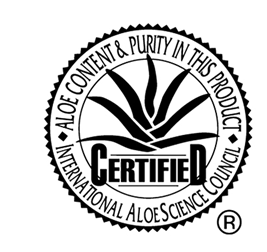 • ALOE CONTENT & PURITY IN THIS PRODUCT •
CERTIFIED
INTERNATIONAL ALOE SCIENCE COUNCIL
®